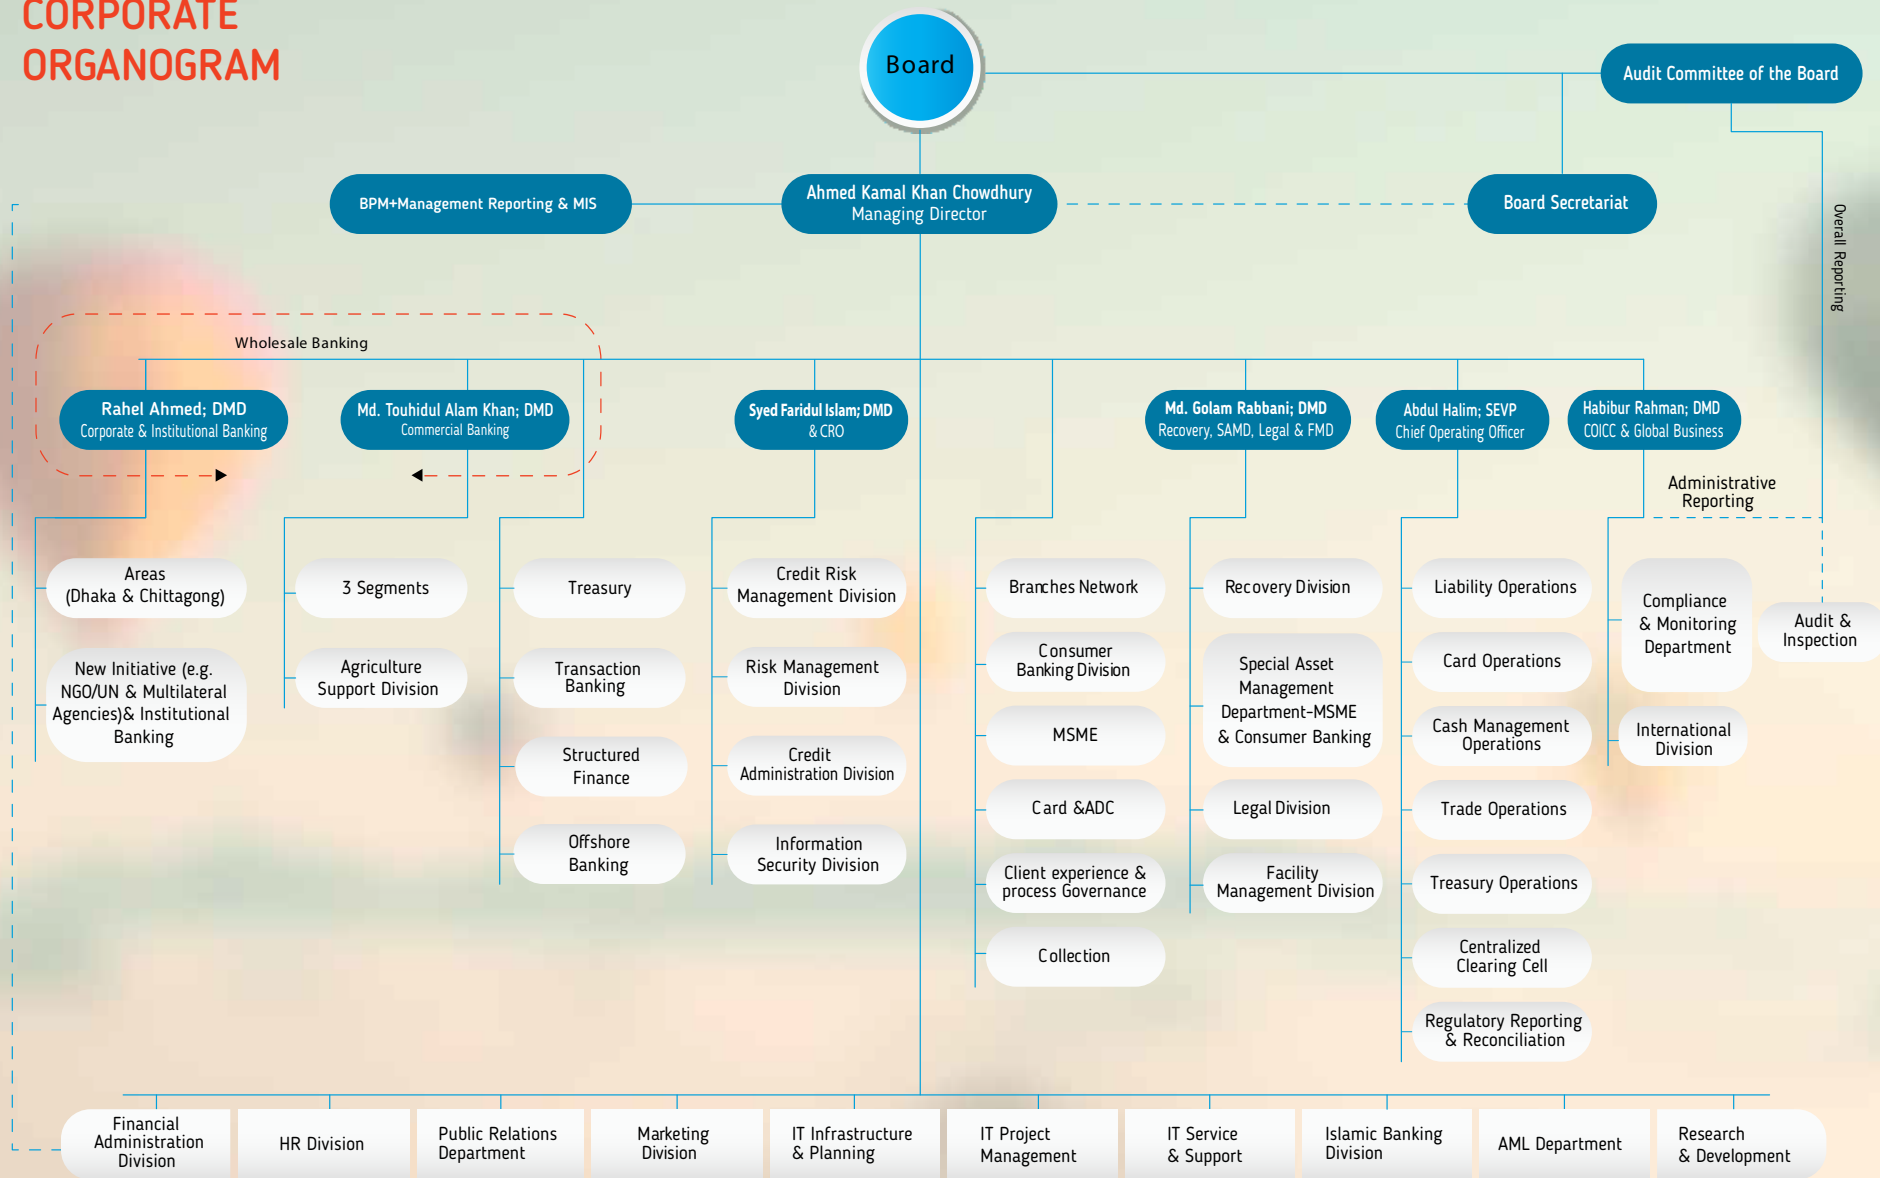 CORPORATE
ORGANOGRAM
Board
Audit Committee of the Board
BPM+Management Reporting & MIS
Ahmed Kamal Khan Chowdhury
Managing Director
Board Secretariat
Overall Reporting
Wholesale Banking
Rahel Ahmed; DMD
Corporate & Institutional Banking
Md. Touhidul Alam Khan; DMD
Commercial Banking
Syed Faridul Islam; DMD
& CRO
Md. Golam Rabbani; DMD
Recovery, SAMD, Legal & FMD
Abdul Halim; SEVP
Chief Operating Officer
Habibur Rahman; DMD
COICC & Global Business
Administrative
Reporting
Areas
(Dhaka & Chittagong)
New Initiative (e.g.
NGO/UN & Multilateral
Agencies)& Institutional
Banking
3 Segments
Agriculture
Support Division
Treasury
Transaction
Banking
Structured
Finance
Offshore
Banking
Credit Risk
Management Division
Risk Management
Division
Credit
Administration Division
Information
Security Division
Branches Network
Consumer
Banking Division
MSME
Card &ADC
Client experience &
process Governance
Collection
Recovery Division
Special Asset
Management
Department-MSME
& Consumer Banking
Legal Division
Facility
Management Division
Liability Operations
Card Operations
Cash Management
Operations
Trade Operations
Treasury Operations
Centralized
Clearing Cell
Regulatory Reporting
& Reconciliation
Compliance
& Monitoring
Department
International
Division
Audit &
Inspection
Financial
Administration
Division
HR Division
Public Relations
Department
Marketing
Division
IT Infrastructure
& Planning
IT Project
Management
IT Service
& Support
Islamic Banking
Division
AML Department
Research
& Development